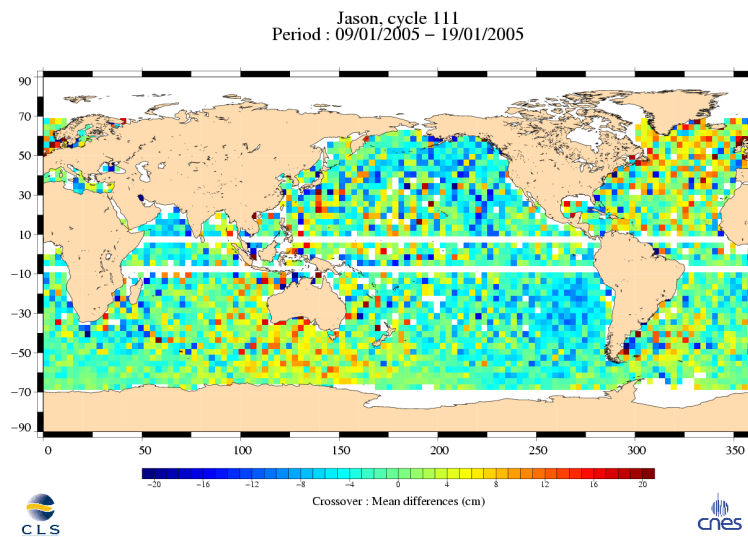 Jason, cycle 111
Period : 09/01/2005 − 19/01/2005
90
70
50
30
10
−10
−30
−50
−70
−90
0 50 100 150 200 250 300 350
−20 −16 −12 −8 −4 0 4 8 12 16 20
Crossover : Mean differences (cm)
CLS
cnes